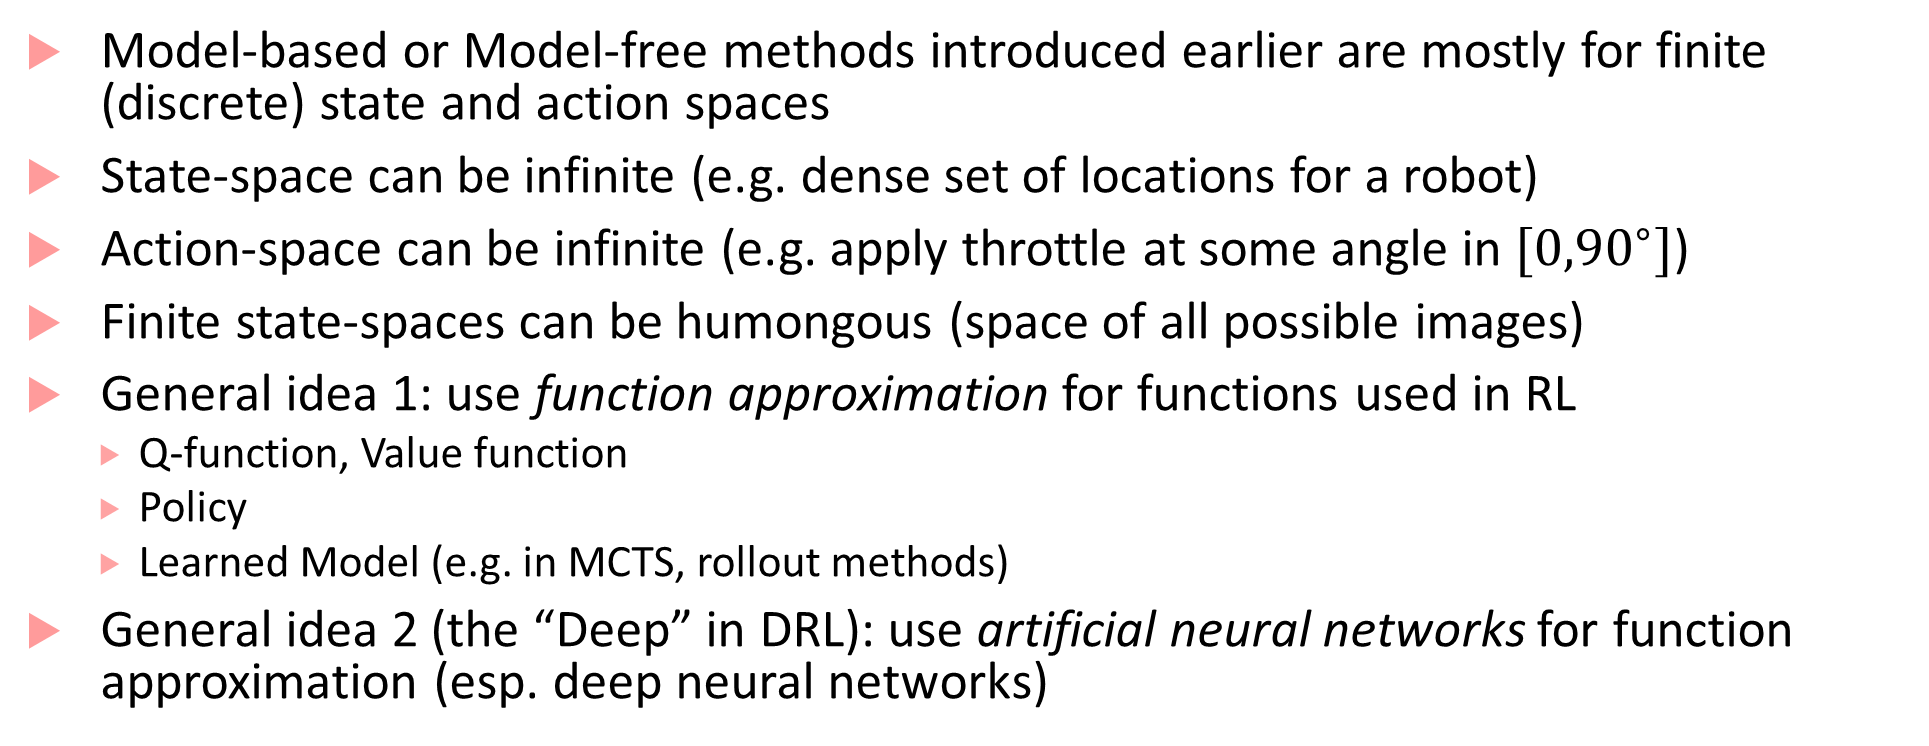 Model-based or Model-free methods introduced earlier are mostly for finite
(discrete) state and action spaces
State-space can be infinite (e.g. dense set of locations for a robot)
Action-space can be infinite (e.g. apply throttle at some angle in [0,90°])
Finite state-spaces can be humongous (space of all possible images)
General idea 1: use function approximation for functions used in RL
Q-function, Value function
Policy
Learned Model (e.g. in MCTS, rollout methods)
General idea 2 (the “Deep” in DRL): use artificial neural networks for function
approximation (esp. deep neural networks)